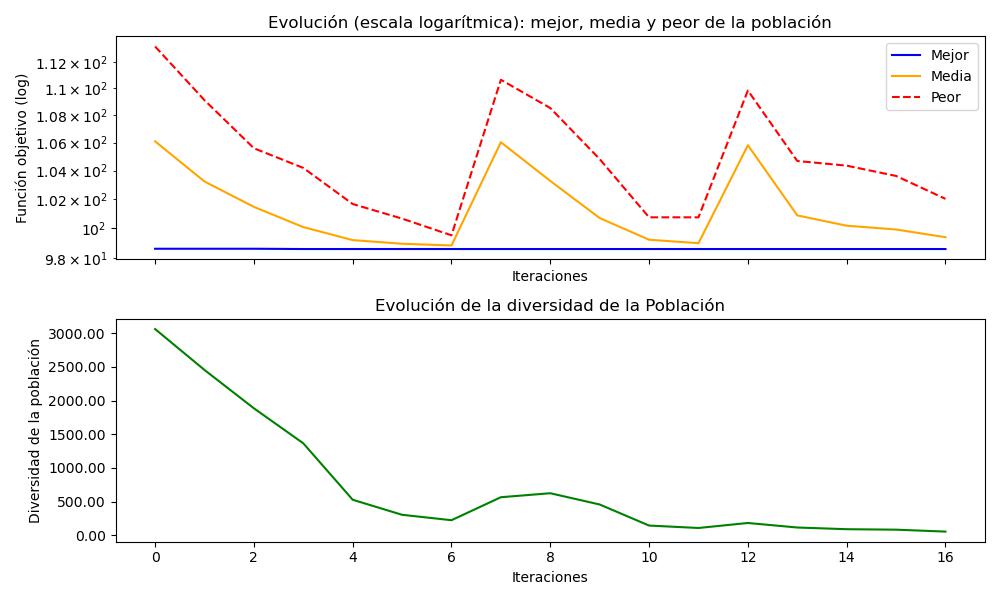 Evolución (escala logarítmica): mejor, media y peor de la población
Función objetivo (log)
1.12 × 10²
1.1 × 10²
1.08 × 10²
1.06 × 10²
1.04 × 10²
1.02 × 10²
10²
9.8 × 10¹
Mejor
Media
Peor
Iteraciones
Evolución de la diversidad de la Población
Diversidad de la población
3000.00
2500.00
2000.00
1500.00
1000.00
500.00
0.00
0 2 4 6 8 10 12 14 16
Iteraciones